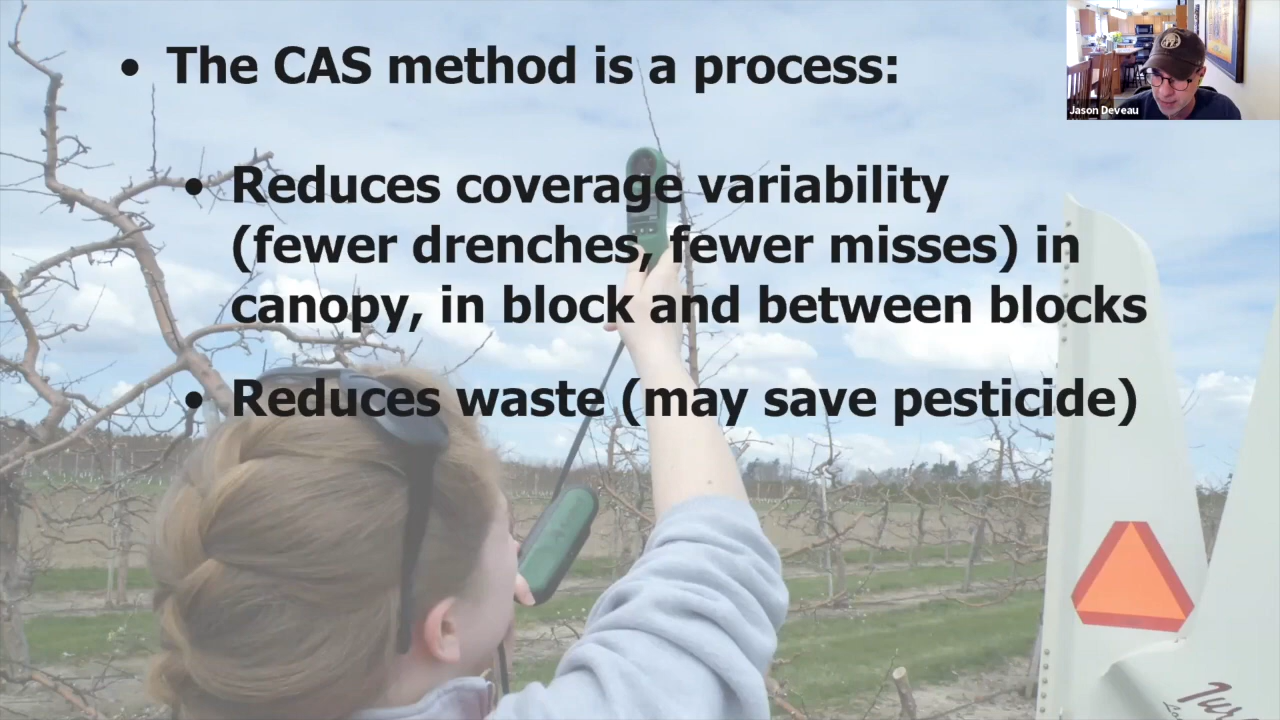 • The CAS method is a process:
Jason Deveau
• Reduces coverage variability
(fewer drenches, fewer misses) in
canopy, in block and between blocks
• Reduces waste (may save pesticide)